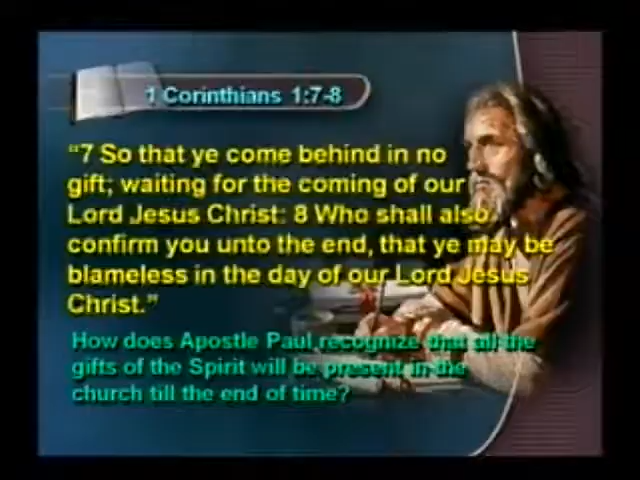 1 Corinthians 1:7-8
“7 So that ye come behind in no
gift; waiting for the coming of our
Lord Jesus Christ: 8 Who shall also
confirm you unto the end, that ye may be
blameless in the day of our Lord Jesus
Christ.”
How does Apostle Paul recognize that all the
gifts of the Spirit will be present in the
church till the end of time?